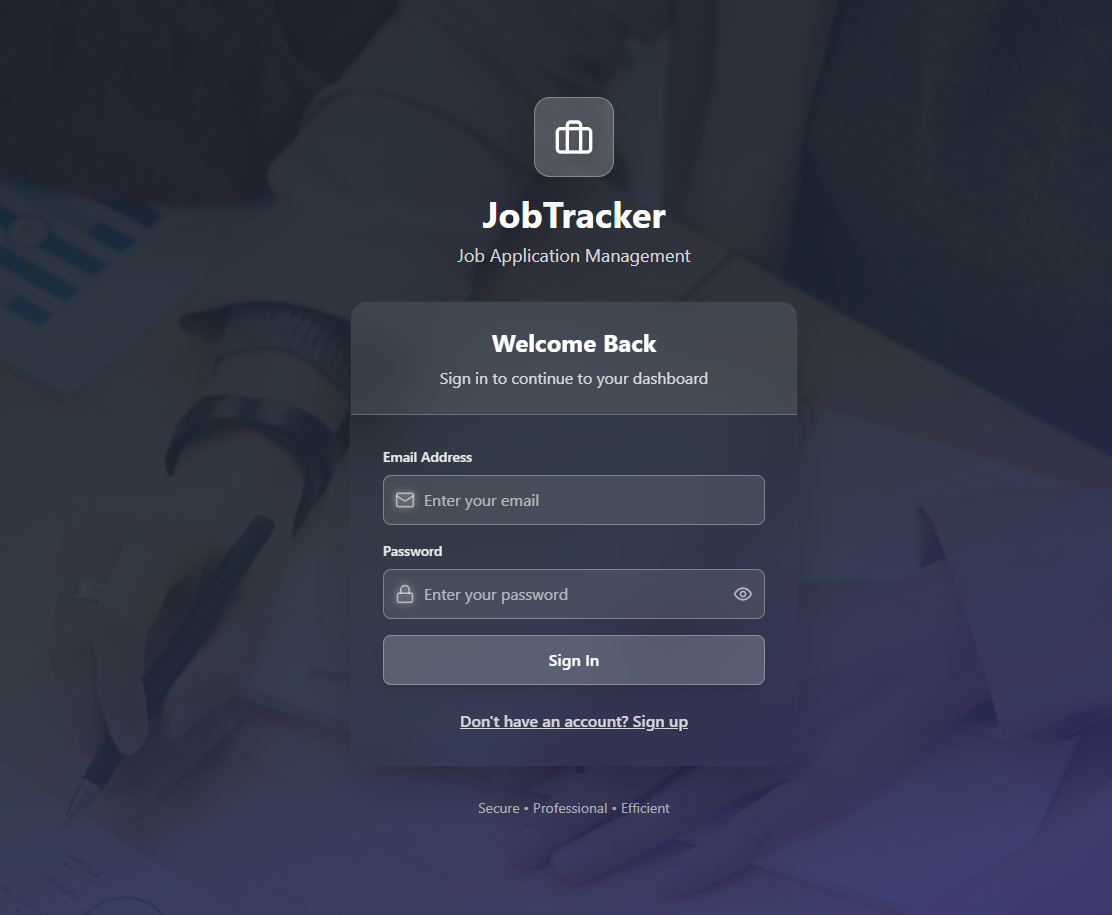 JobTracker
Job Application Management
Welcome Back
Sign in to continue to your dashboard
Email Address
Enter your email
Password
Enter your password
Sign In
Don't have an account? Sign up
Secure • Professional • Efficient